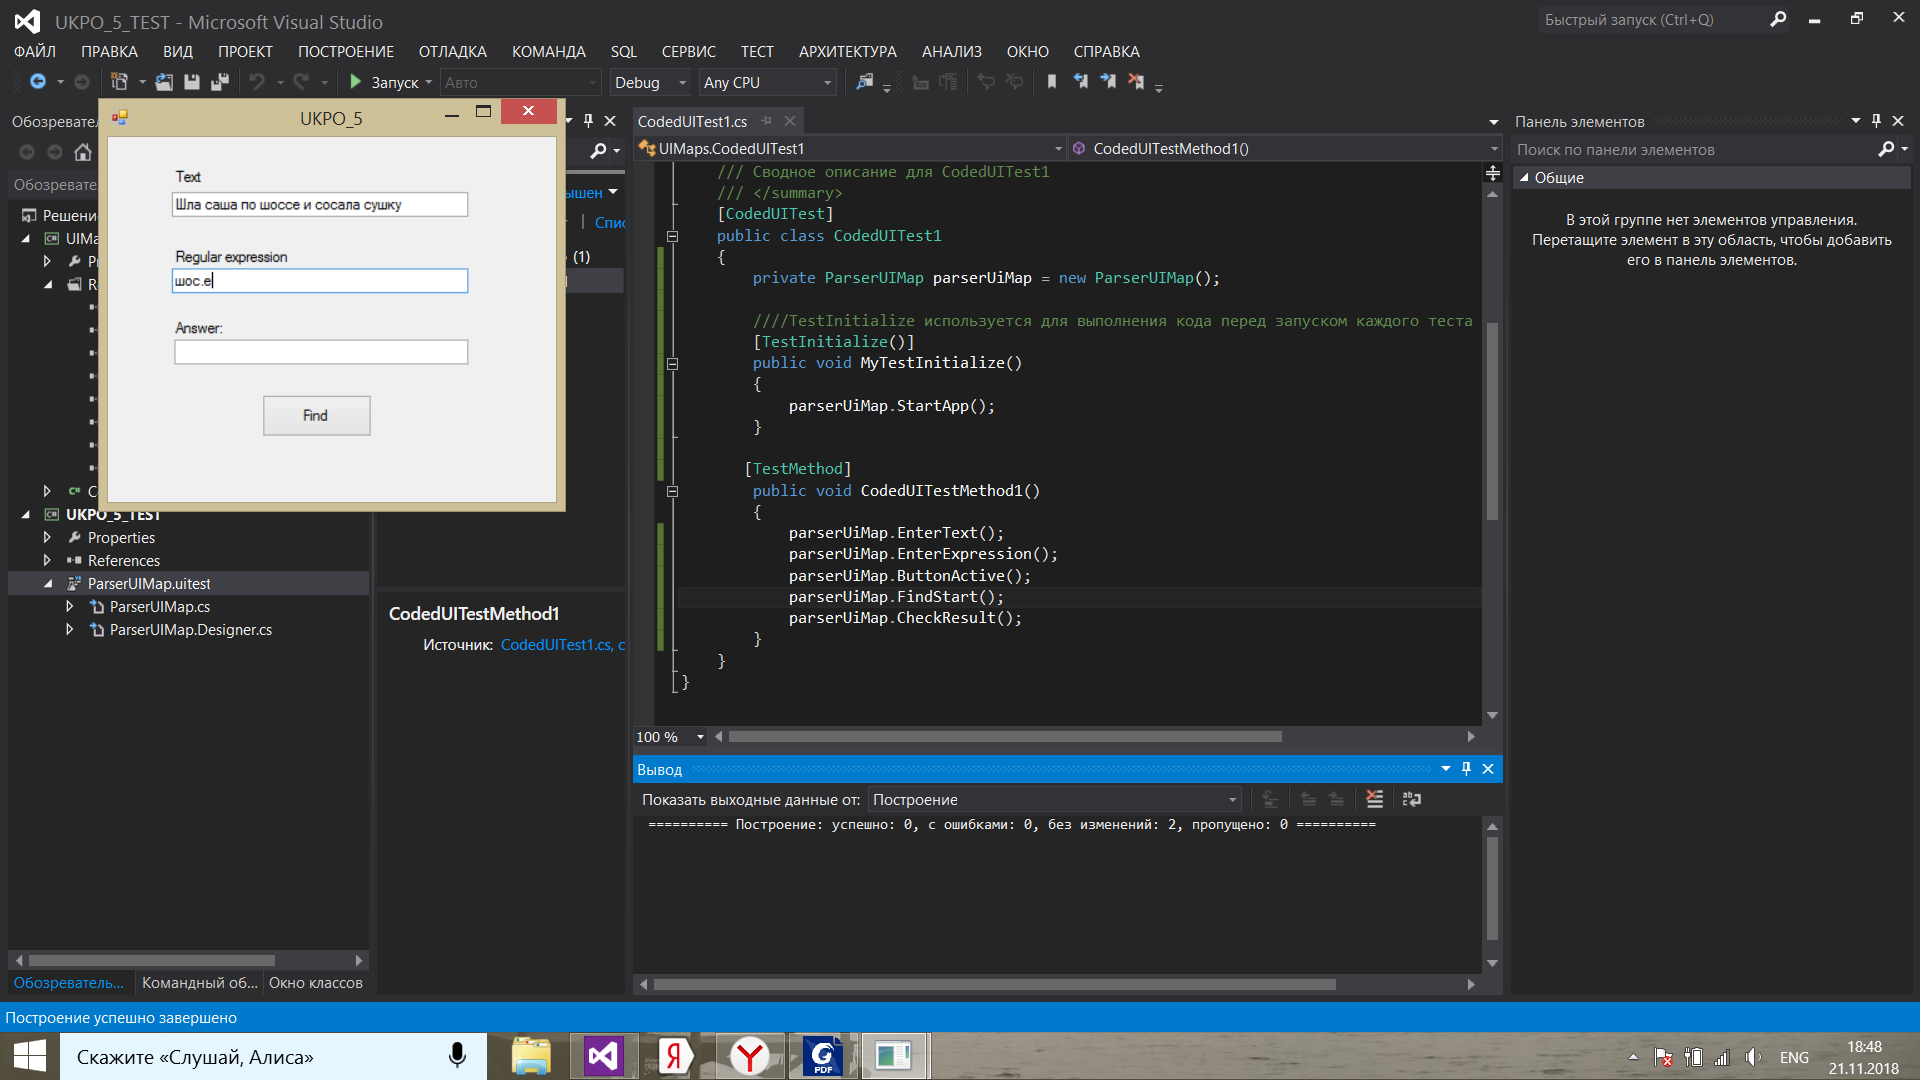 UKPO_5_TEST - Microsoft Visual Studio
Быстрый запуск (Ctrl+Q)
ФАЙЛ ПРАВКА ВИД ПРОЕКТ ПОСТРОЕНИЕ ОТЛАДКА КОМАНДА SQL СЕРВИС ТЕСТ АРХИТЕКТУРА АНАЛИЗ ОКНО СПРАВКА
Запуск Авто Debug Any CPU
UKPO_5
Text
Шла саша по шоссе и сосала сушку
Regular expression
шос.е
Answer:
Find
Обозревател
Обозревате
Решени
UIMa
UKPO_5_TEST
Properties
References
ParserUIMap.uitest
ParserUIMap.cs
ParserUIMap.Designer.cs
Обозреватель... Командный об... Окно классов
ышен
Спис
(1)
CodedUITestMethod1
Источник: CodedUITest1.cs, с
CodedUITest1.cs
UIMaps.CodedUITest1 CodedUITestMethod1()
/// Сводное описание для CodedUITest1
/// </summary>
[CodedUITest]
public class CodedUITest1
{
private ParserUIMap parserUiMap = new ParserUIMap();
////TestInitialize используется для выполнения кода перед запуском каждого теста
[TestInitialize()]
public void MyTestInitialize()
{
parserUiMap.StartApp();
}
[TestMethod]
public void CodedUITestMethod1()
{
parserUiMap.EnterText();
parserUiMap.EnterExpression();
parserUiMap.ButtonActive();
parserUiMap.FindStart();
parserUiMap.CheckResult();
}
}
}
100 %
Вывод
Показать выходные данные от: Построение
========== Построение: успешно: 0, с ошибками: 0, без изменений: 2, пропущено: 0 ==========
Панель элементов
Поиск по панели элементов
Общие
В этой группе нет элементов управления.
Перетащите элемент в эту область, чтобы добавить
его в панель элементов.
Построение успешно завершено
Скажите «Слушай, Алиса»
Я
Y
G
PDF
ENG
18:48
21.11.2018